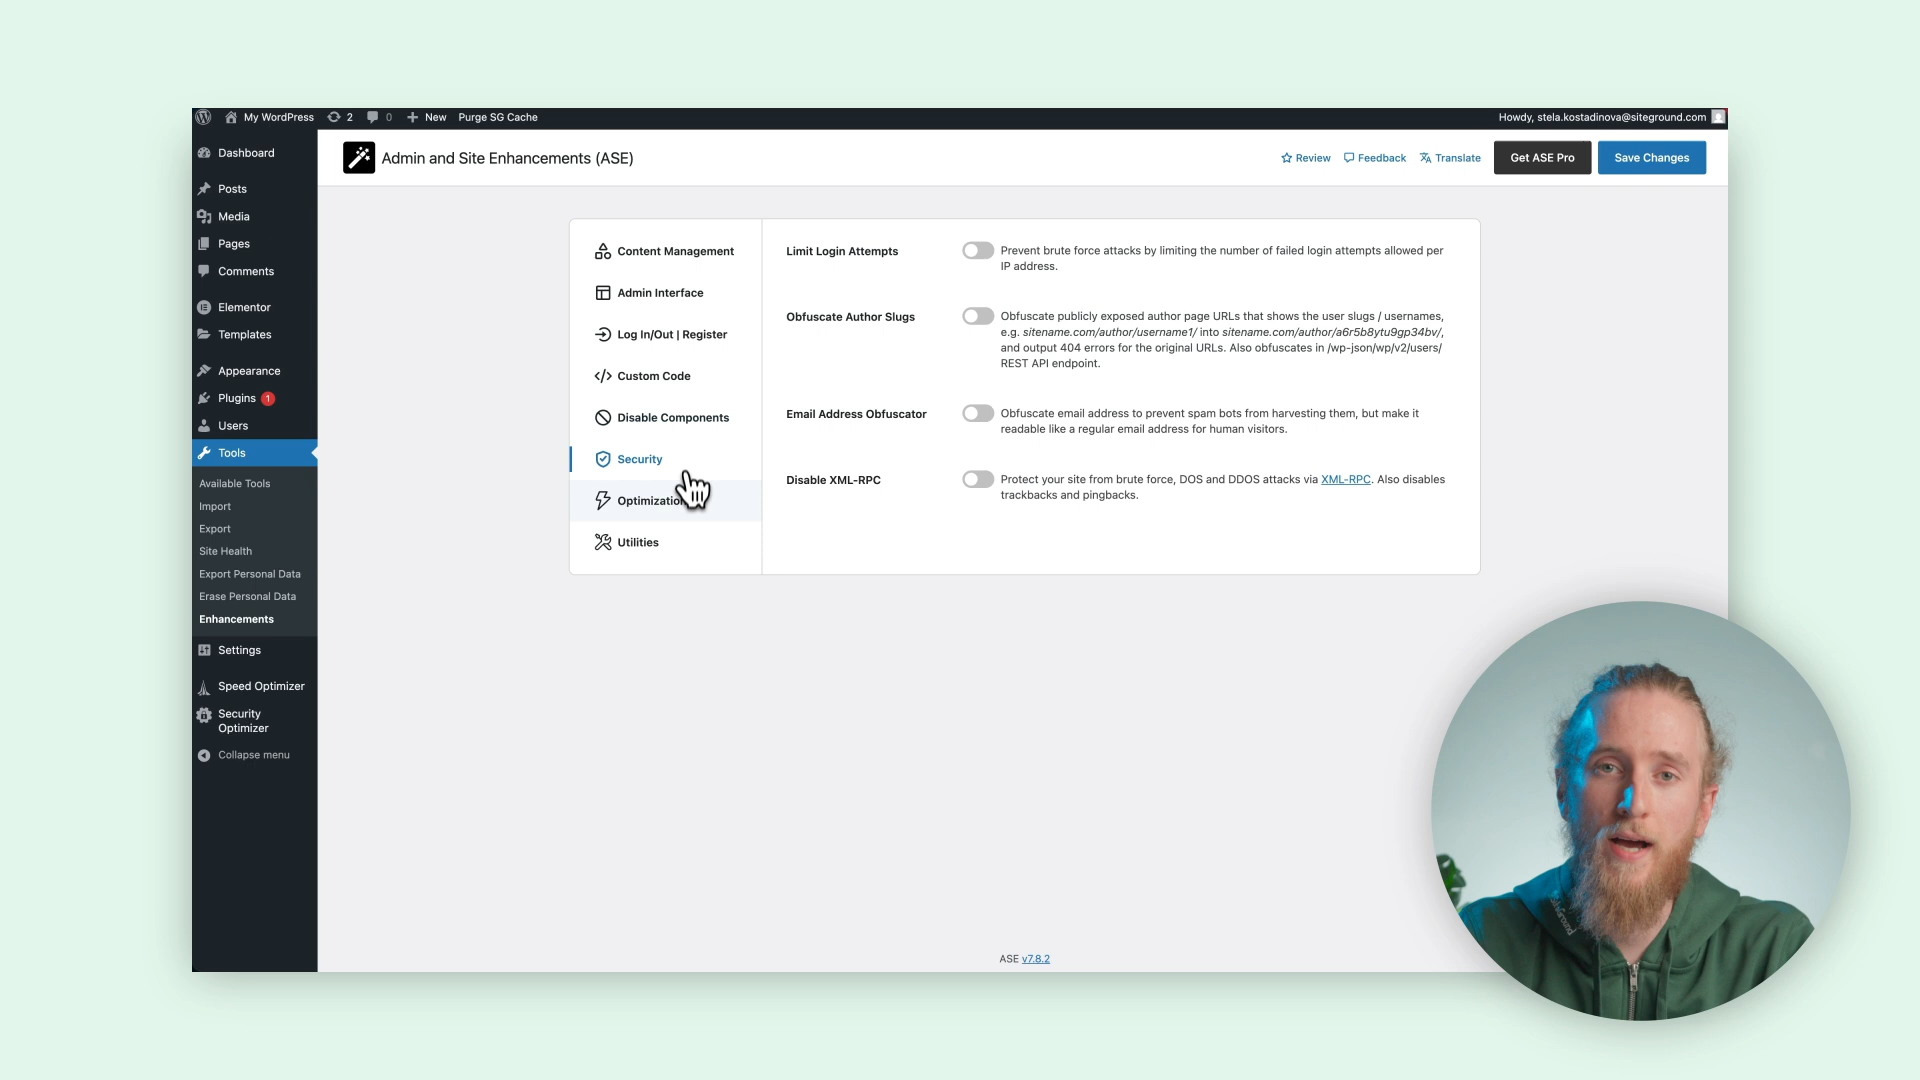 My WordPress 2 0 New Purge SG Cache
Howdy, stela.kostadinova@siteground.com
Dashboard
Posts
Media
Pages
Comments
Elementor
Templates
Appearance
Plugins 1
Users
Tools
Available Tools
Import
Export
Site Health
Export Personal Data
Erase Personal Data
Enhancements
Settings
Speed Optimizer
Security
Optimizer
Collapse menu
Admin and Site Enhancements (ASE)
Review Feedback Translate Get ASE Pro Save Changes
Content Management
Admin Interface
Log In/Out | Register
Custom Code
Disable Components
Security
Optimization
Utilities
Limit Login Attempts
Prevent brute force attacks by limiting the number of failed login attempts allowed per
IP address.
Obfuscate Author Slugs
Obfuscate publicly exposed author page URLs that shows the user slugs / usernames,
e.g. sitename.com/author/username1/ into sitename.com/author/a6r5b8ytu9gp34bv/,
and output 404 errors for the original URLs. Also obfuscates in /wp-json/wp/v2/users/
REST API endpoint.
Email Address Obfuscator
Obfuscate email address to prevent spam bots from harvesting them, but make it
readable like a regular email address for human visitors.
Disable XML-RPC
Protect your site from brute force, DOS and DDOS attacks via XML-RPC. Also disables
trackbacks and pingbacks.
ASE v7.8.2